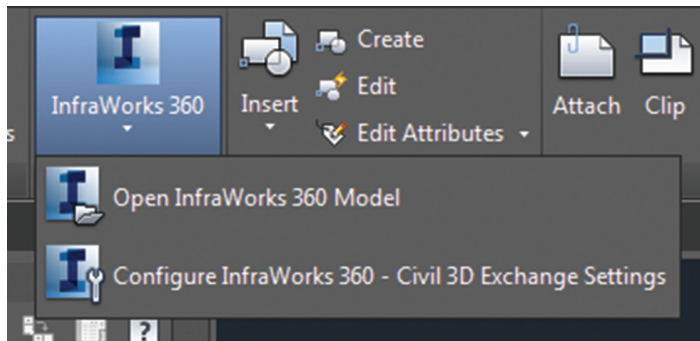 InfraWorks 360
Insert
Create
Edit
Edit Attributes
Attach
Clip
s
Open InfraWorks 360 Model
Configure InfraWorks 360 - Civil 3D Exchange Settings
?